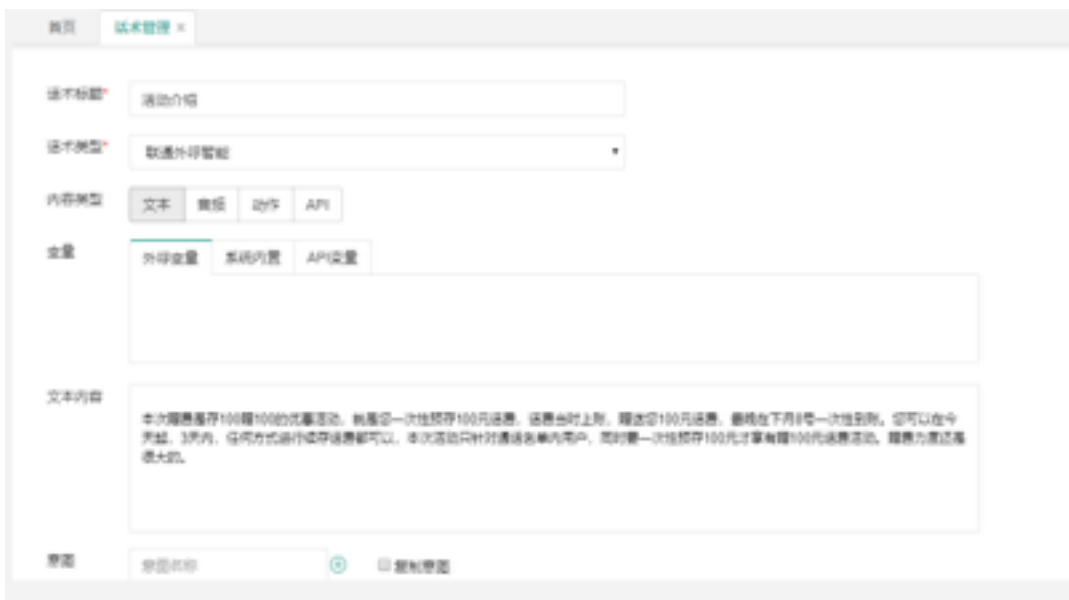 首页 话术管理 ×
话术标题* 活动介绍
话术类型* 联通外呼智能
内容类型 文本 音频 动作 API
变量 外呼变量 系统内置 API变量
文本内容
本次赠费是存100赠100的优惠活动，就是您一次性预存100元话费，话费当时上账，赠送您100元话费，最晚在下月8号一次性到账。您可以在今
天起，3天内，任何方式进行续存话费都可以，本次活动只针对邀请名单内用户，同时要一次性预存100元才享有赠100元话费活动。赠费力度还是
很大的。
意图 意图名称 复制意图